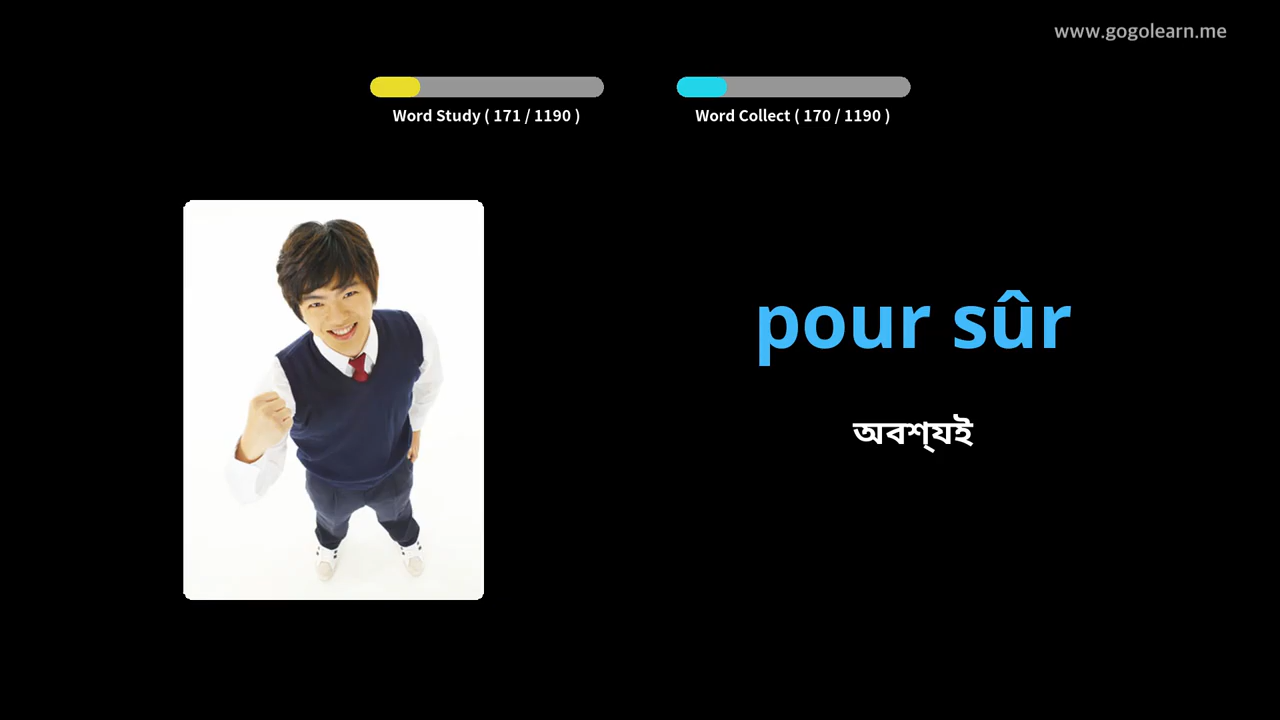 www.gogolearn.me
Word Study ( 171 / 1190 )
Word Collect ( 170 / 1190 )
pour sûr
অবশ্যই